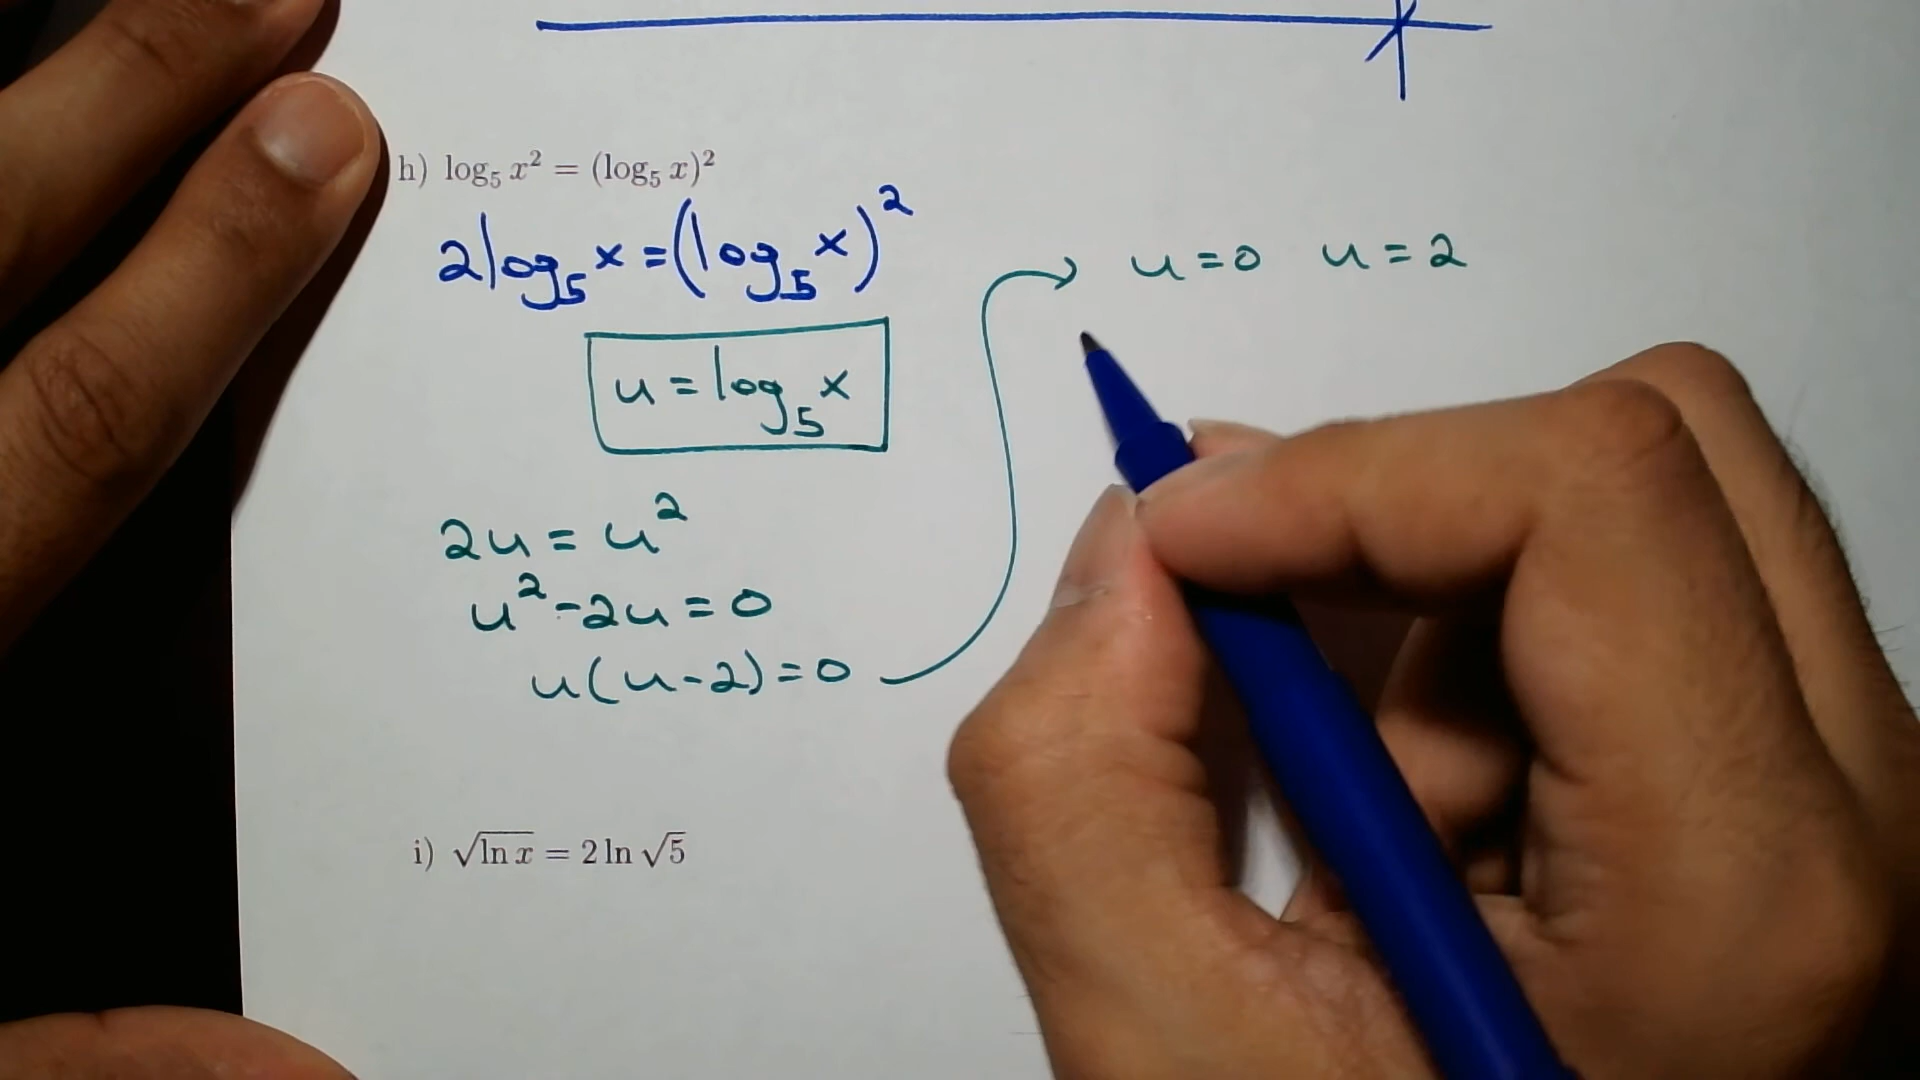 h) log₅ x² = (log₅ x)²
2log₅ x = (log₅ x)²
u = log₅ x
2u = u²
u² - 2u = 0
u(u-2) = 0
u = 0 u = 2
i) √ln x = 2 ln √5